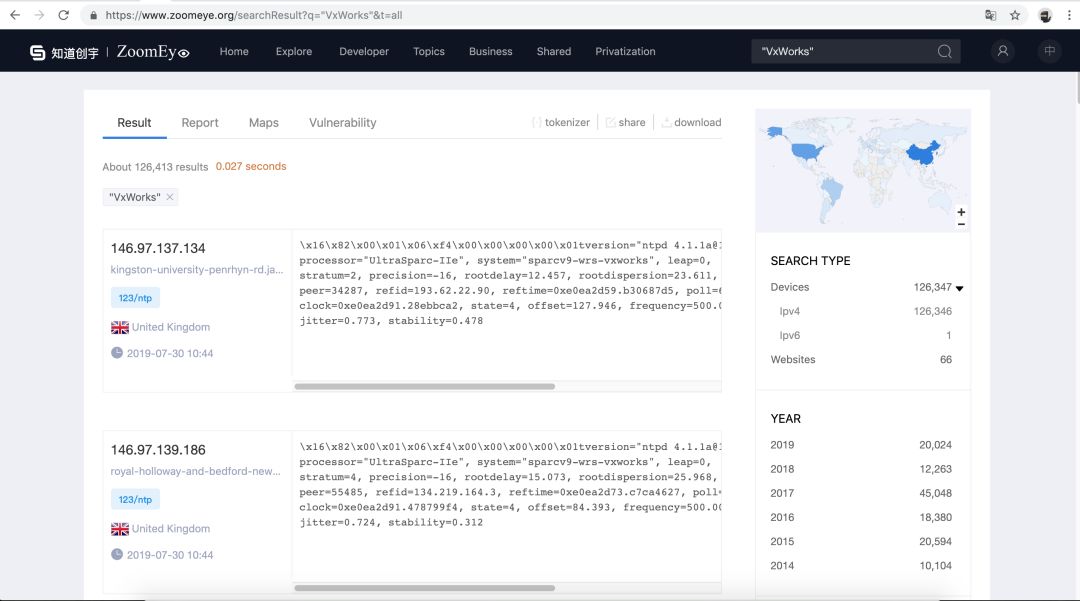 https://www.zoomeye.org/searchResult?q="VxWorks"&t=all
知道创宇 | ZoomEye Home Explore Developer Topics Business Shared Privatization "VxWorks" 中
Result Report Maps Vulnerability tokenizer share download
About 126,413 results 0.027 seconds
"VxWorks" ×
146.97.137.134
kingston-university-penrhyn-rd.ja...
123/ntp
United Kingdom
2019-07-30 10:44
\x16\x82\x00\x01\x06\xf4\x00\x00\x00\x00\x01tversion="ntpd 4.1.1a@1
processor="UltraSparc-IIe", system="sparcv9-wrs-vxworks", leap=0,
stratum=2, precision=-16, rootdelay=12.457, rootdispersion=23.611,
peer=34287, refid=193.62.22.90, reftime=0xe0ea2d59.b30687d5, poll=6
clock=0xe0ea2d91.28ebbca2, state=4, offset=127.946, frequency=500.0
jitter=0.773, stability=0.478
146.97.139.186
royal-holloway-and-bedford-new...
123/ntp
United Kingdom
2019-07-30 10:44
\x16\x82\x00\x01\x06\xf4\x00\x00\x00\x00\x01tversion="ntpd 4.1.1a@1
processor="UltraSparc-IIe", system="sparcv9-wrs-vxworks", leap=0,
stratum=4, precision=-16, rootdelay=15.073, rootdispersion=25.968,
peer=55485, refid=134.219.164.3, reftime=0xe0ea2d73.c7ca4627, poll=
clock=0xe0ea2d91.478799f4, state=4, offset=84.393, frequency=500.00
jitter=0.724, stability=0.312
+
−
SEARCH TYPE
Devices 126,347
Ipv4 126,346
Ipv6 1
Websites 66
YEAR
2019 20,024
2018 12,263
2017 45,048
2016 18,380
2015 20,594
2014 10,104